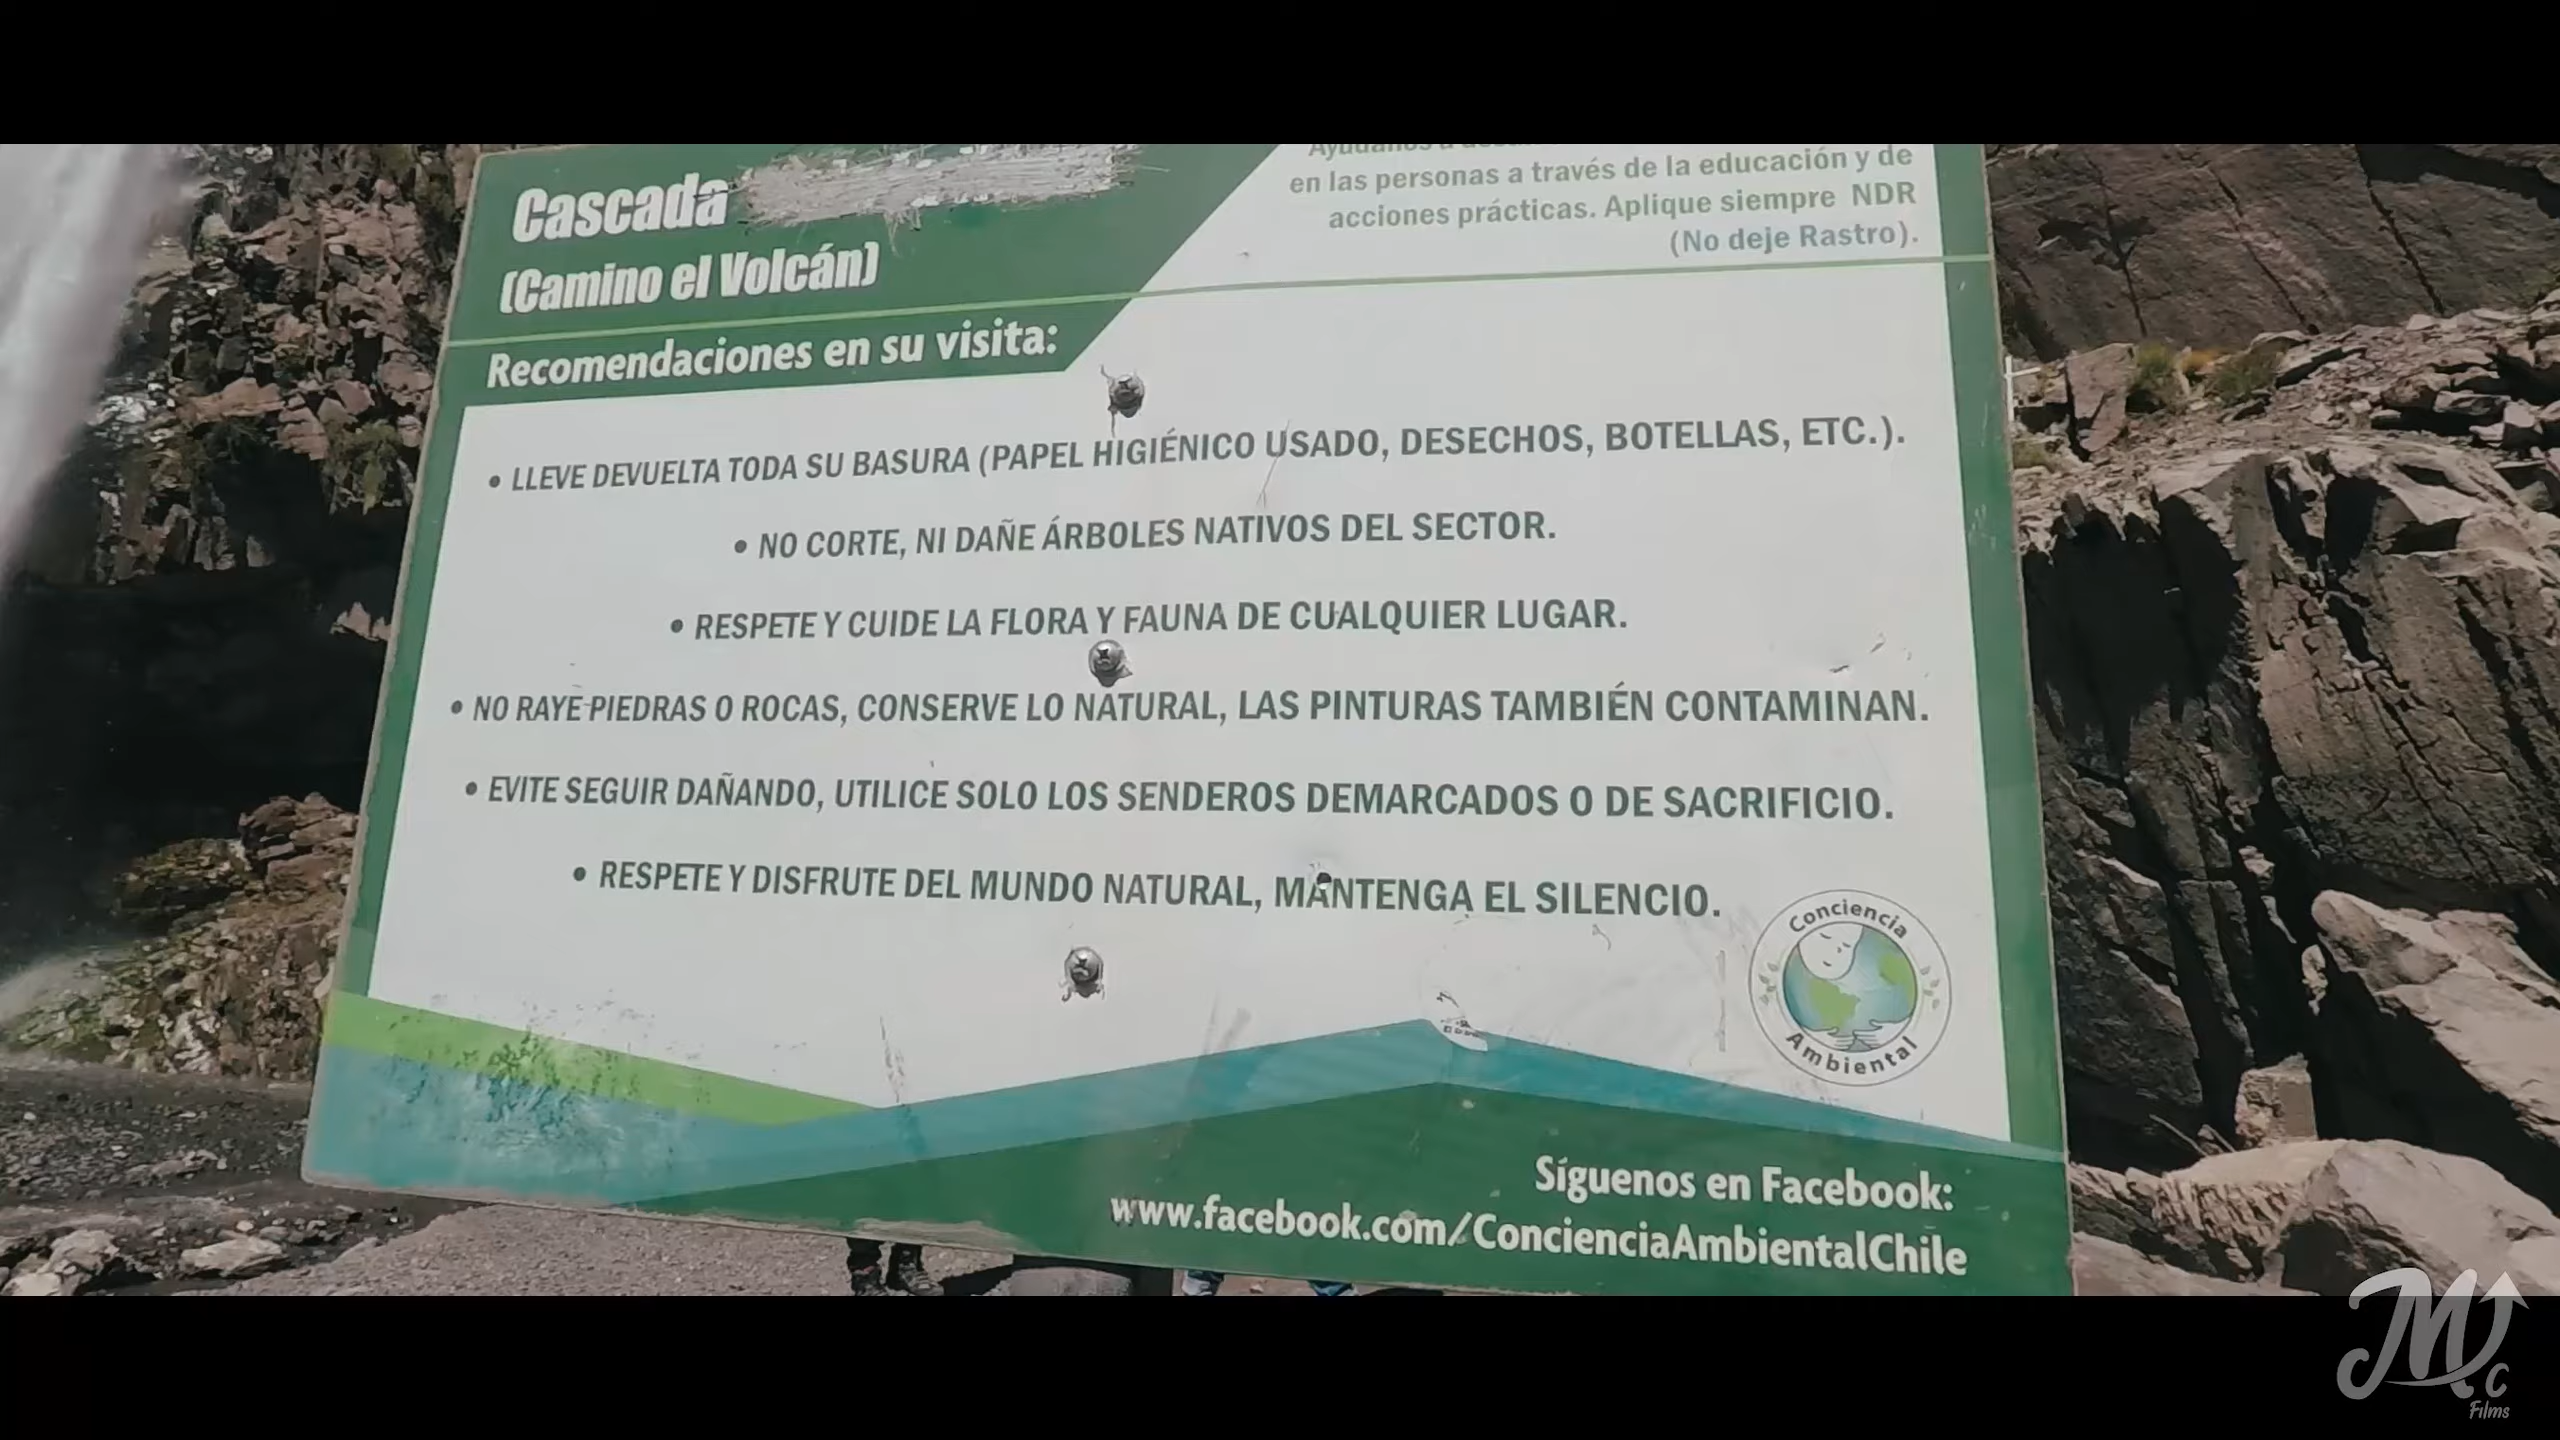 Cascada
(Camino el Volcán)
en las personas a través de la educación y de
acciones prácticas. Aplique siempre NDR
(No deje Rastro).
Recomendaciones en su visita:
• LLEVE DEVUELTA TODA SU BASURA (PAPEL HIGIÉNICO USADO, DESECHOS, BOTELLAS, ETC.).
• NO CORTE, NI DAÑE ÁRBOLES NATIVOS DEL SECTOR.
• RESPETE Y CUIDE LA FLORA Y FAUNA DE CUALQUIER LUGAR.
• NO RAYE PIEDRAS O ROCAS, CONSERVE LO NATURAL, LAS PINTURAS TAMBIÉN CONTAMINAN.
• EVITE SEGUIR DAÑANDO, UTILICE SOLO LOS SENDEROS DEMARCADOS O DE SACRIFICIO.
• RESPETE Y DISFRUTE DEL MUNDO NATURAL, MANTENGA EL SILENCIO.
Conciencia
Ambiental
Síguenos en Facebook:
www.facebook.com/ConcienciaAmbientalChile
Mc
Films